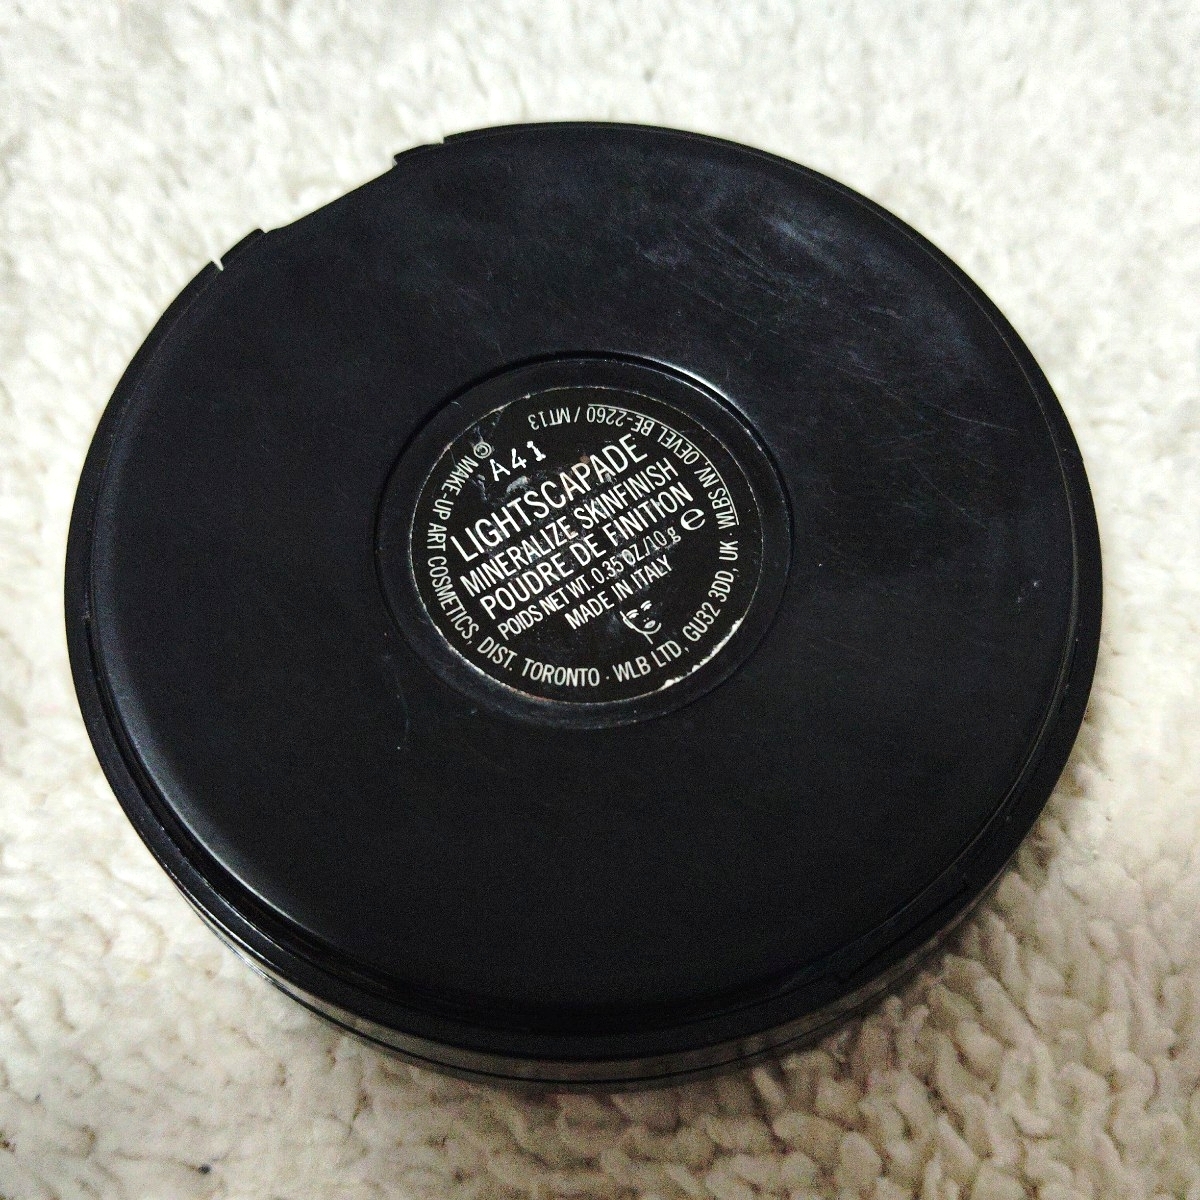 A41
LIGHTSCAPADE
MINERALIZE SKINFINISH
POUDRE DE FINITION
POIDS NET WT. 0.35 OZ/10 g e
MADE IN ITALY
© MAKE-UP ART COSMETICS, DIST. TORONTO · WLB LTD, GU32 3DD, UK · WLBS NV, OEVEL BE-2260 / MT13